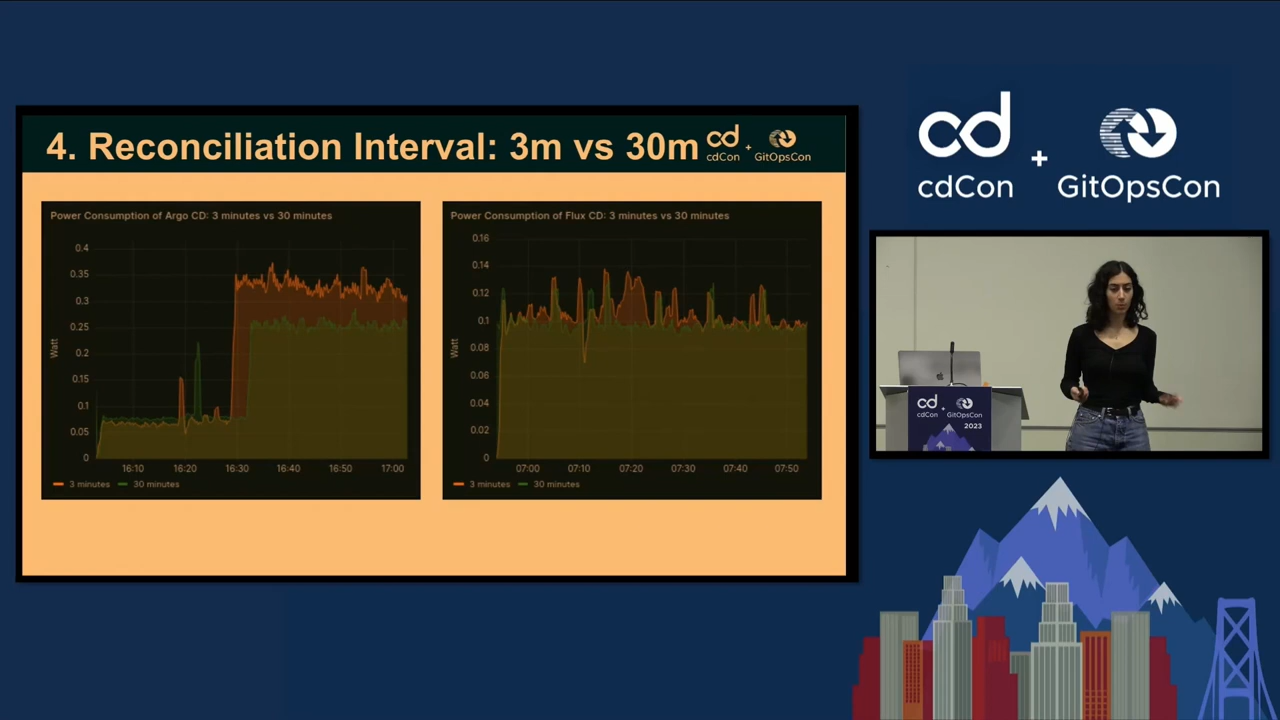 4. Reconciliation Interval: 3m vs 30m
cd
cdCon
+
GitOpsCon
Power Consumption of Argo CD: 3 minutes vs 30 minutes
0.4
0.35
0.3
0.25
0.2
0.15
0.1
0.05
0
Watt
16:10 16:20 16:30 16:40 16:50 17:00
3 minutes 30 minutes
Power Consumption of Flux CD: 3 minutes vs 30 minutes
0.16
0.14
0.12
0.1
0.08
0.06
0.04
0.02
0
Watt
07:00 07:10 07:20 07:30 07:40 07:50
3 minutes 30 minutes
cd
cdCon
+
GitOpsCon
cd
cdCon
+
GitOpsCon
2023